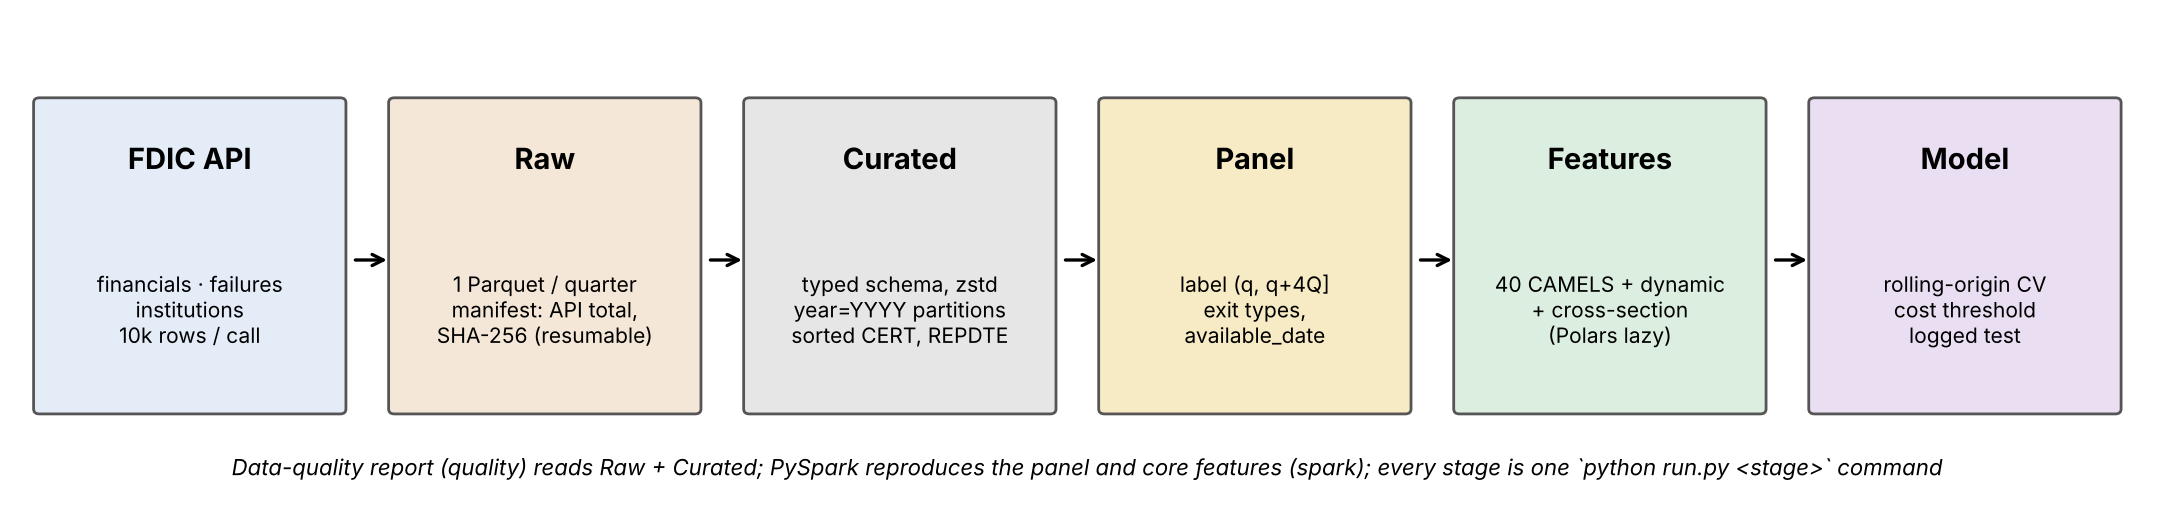 FDIC API
financials · failures
institutions
10k rows / call
Raw
1 Parquet / quarter
manifest: API total,
SHA-256 (resumable)
Curated
typed schema, zstd
year=YYYY partitions
sorted CERT, REPDTE
Panel
label (q, q+4Q]
exit types,
available_date
Features
40 CAMELS + dynamic
+ cross-section
(Polars lazy)
Model
rolling-origin CV
cost threshold
logged test
Data-quality report (quality) reads Raw + Curated; PySpark reproduces the panel and core features (spark); every stage is one `python run.py <stage>` command